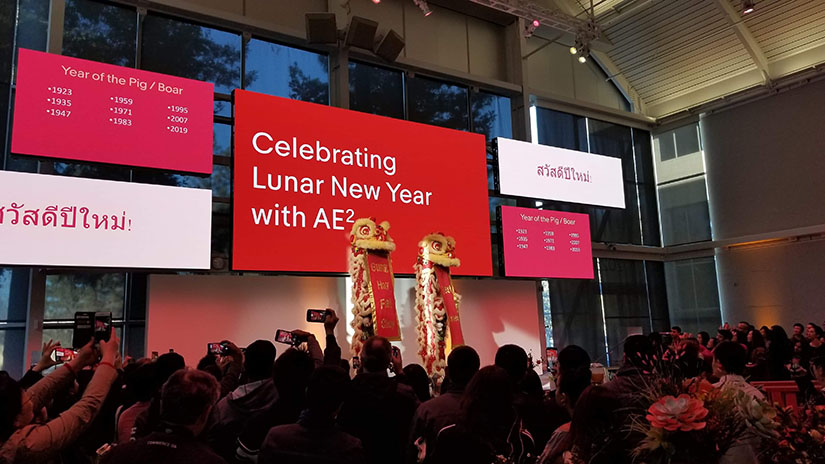 Year of the Pig / Boar
•1923
•1935
•1947
•1959
•1971
•1983
•1995
•2007
•2019
สวัสดีปีใหม่!
Celebrating
Lunar New Year
with AE²
สวัสดีปีใหม่!
Year of the Pig / Boar
•1923
•1935
•1947
•1959
•1971
•1983
•1995
•2007
•2019